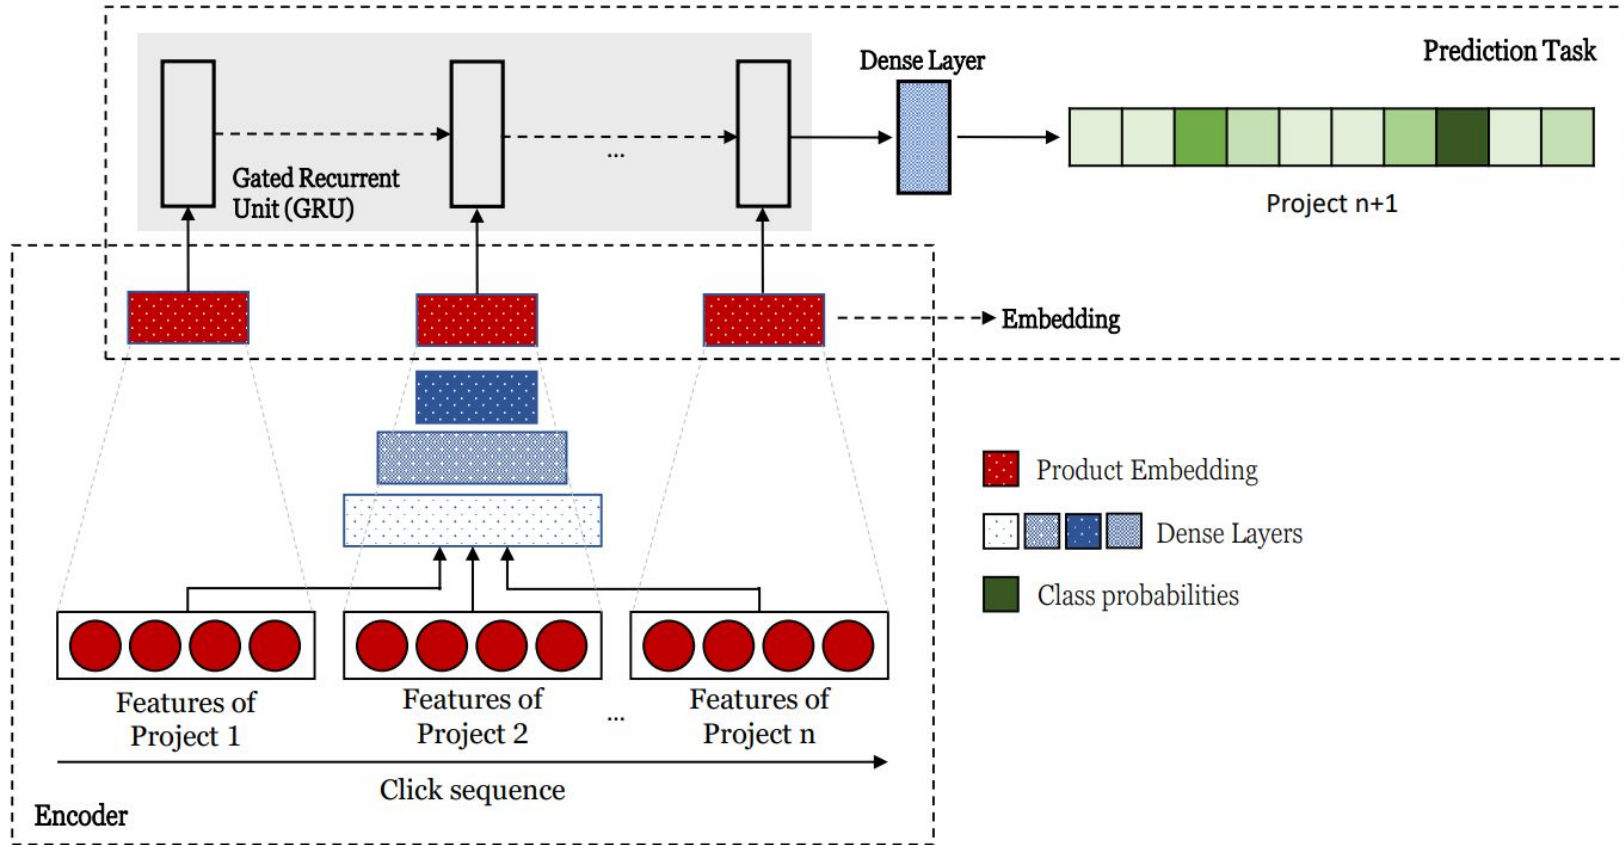 Dense Layer
Prediction Task
Gated Recurrent
Unit (GRU)
...
Project n+1
Embedding
Product Embedding
Dense Layers
Class probabilities
Features of
Project 1
Features of
Project 2
...
Features of
Project n
Click sequence
Encoder